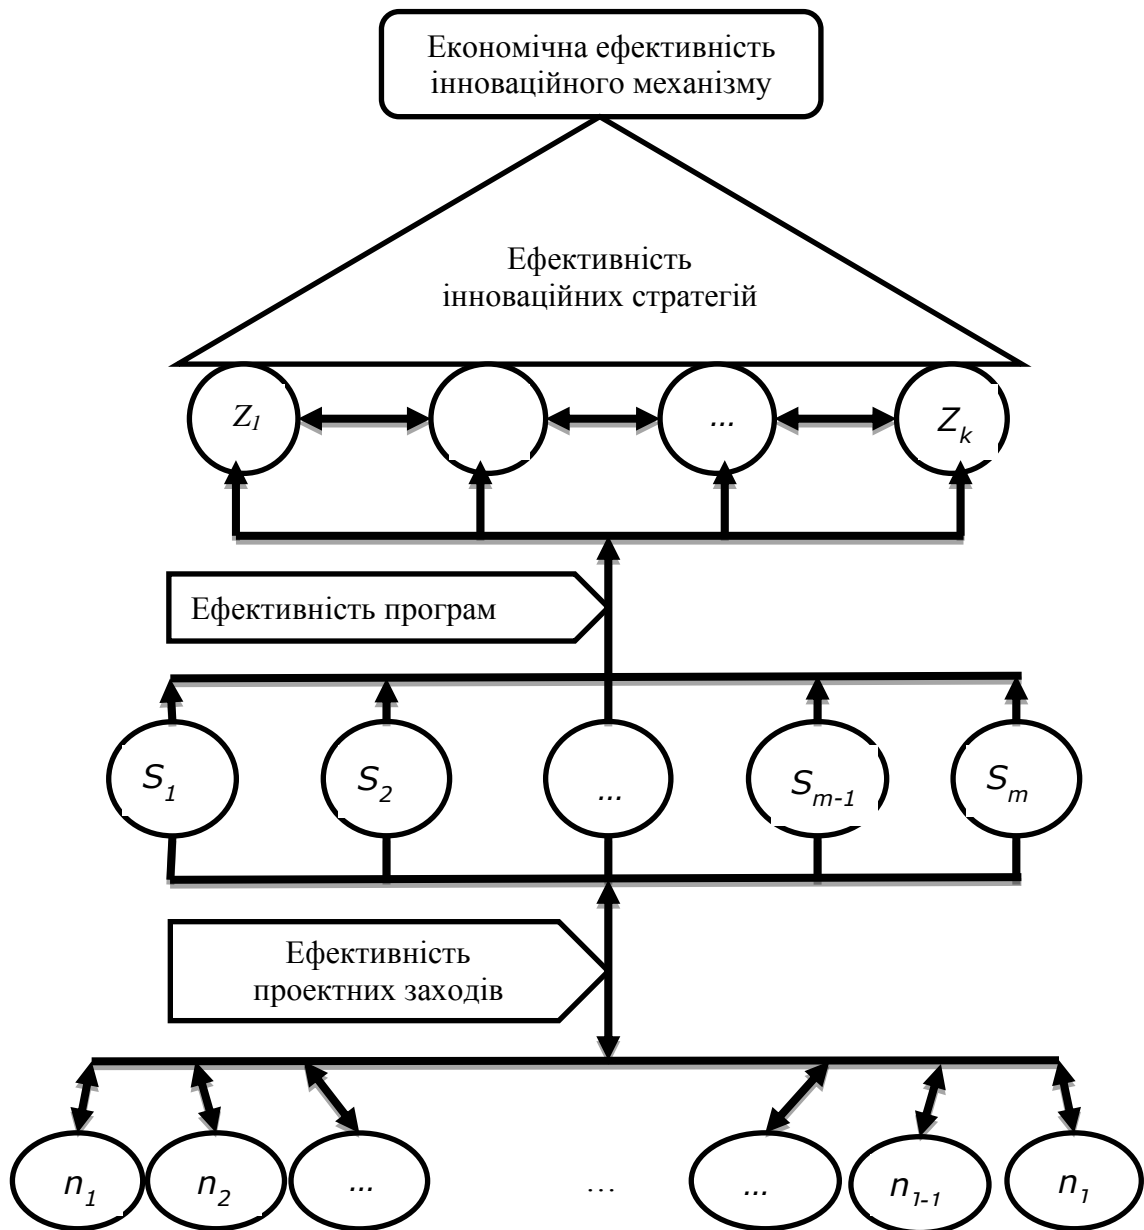 Економічна ефективність
інноваційного механізму
Ефективність
інноваційних стратегій
Z1
...
Zk
Ефективність програм
S1
S2
...
Sm-1
Sm
Ефективність
проектних заходів
n1
n2
...
...
...
n1-1
n1